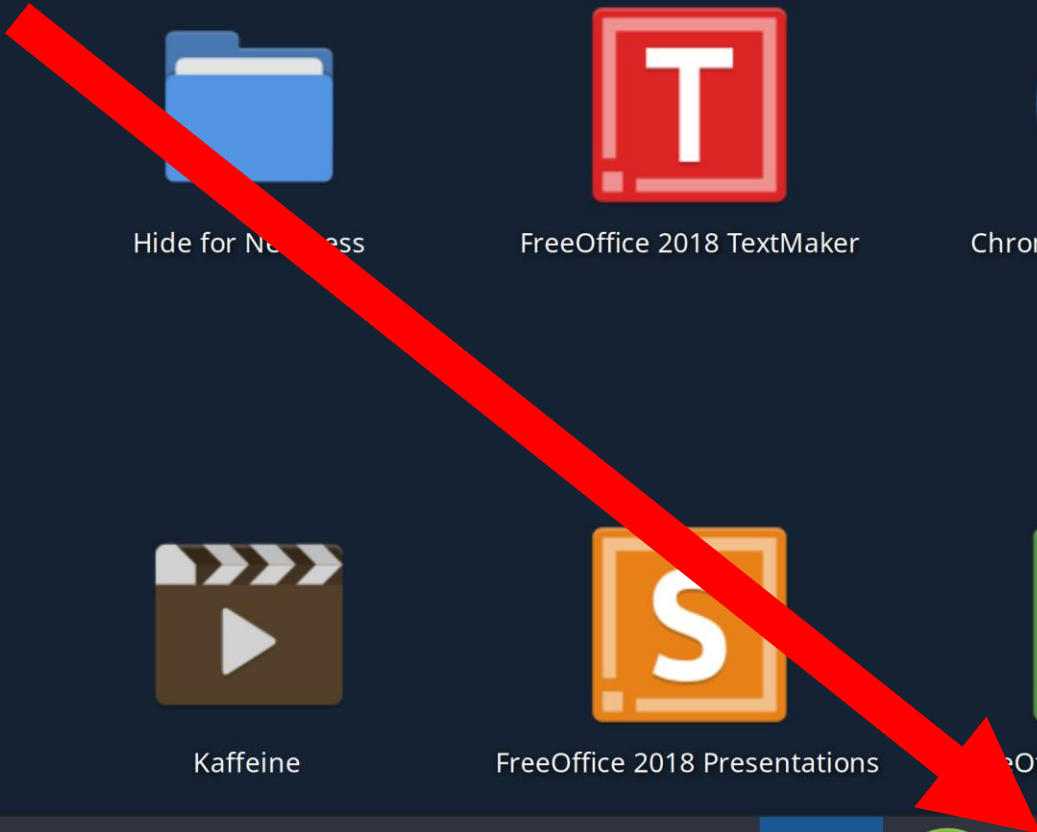 Hide for
FreeOffice 2018 TextMaker
Kaffeine
FreeOffice 2018 Presentations
T
S